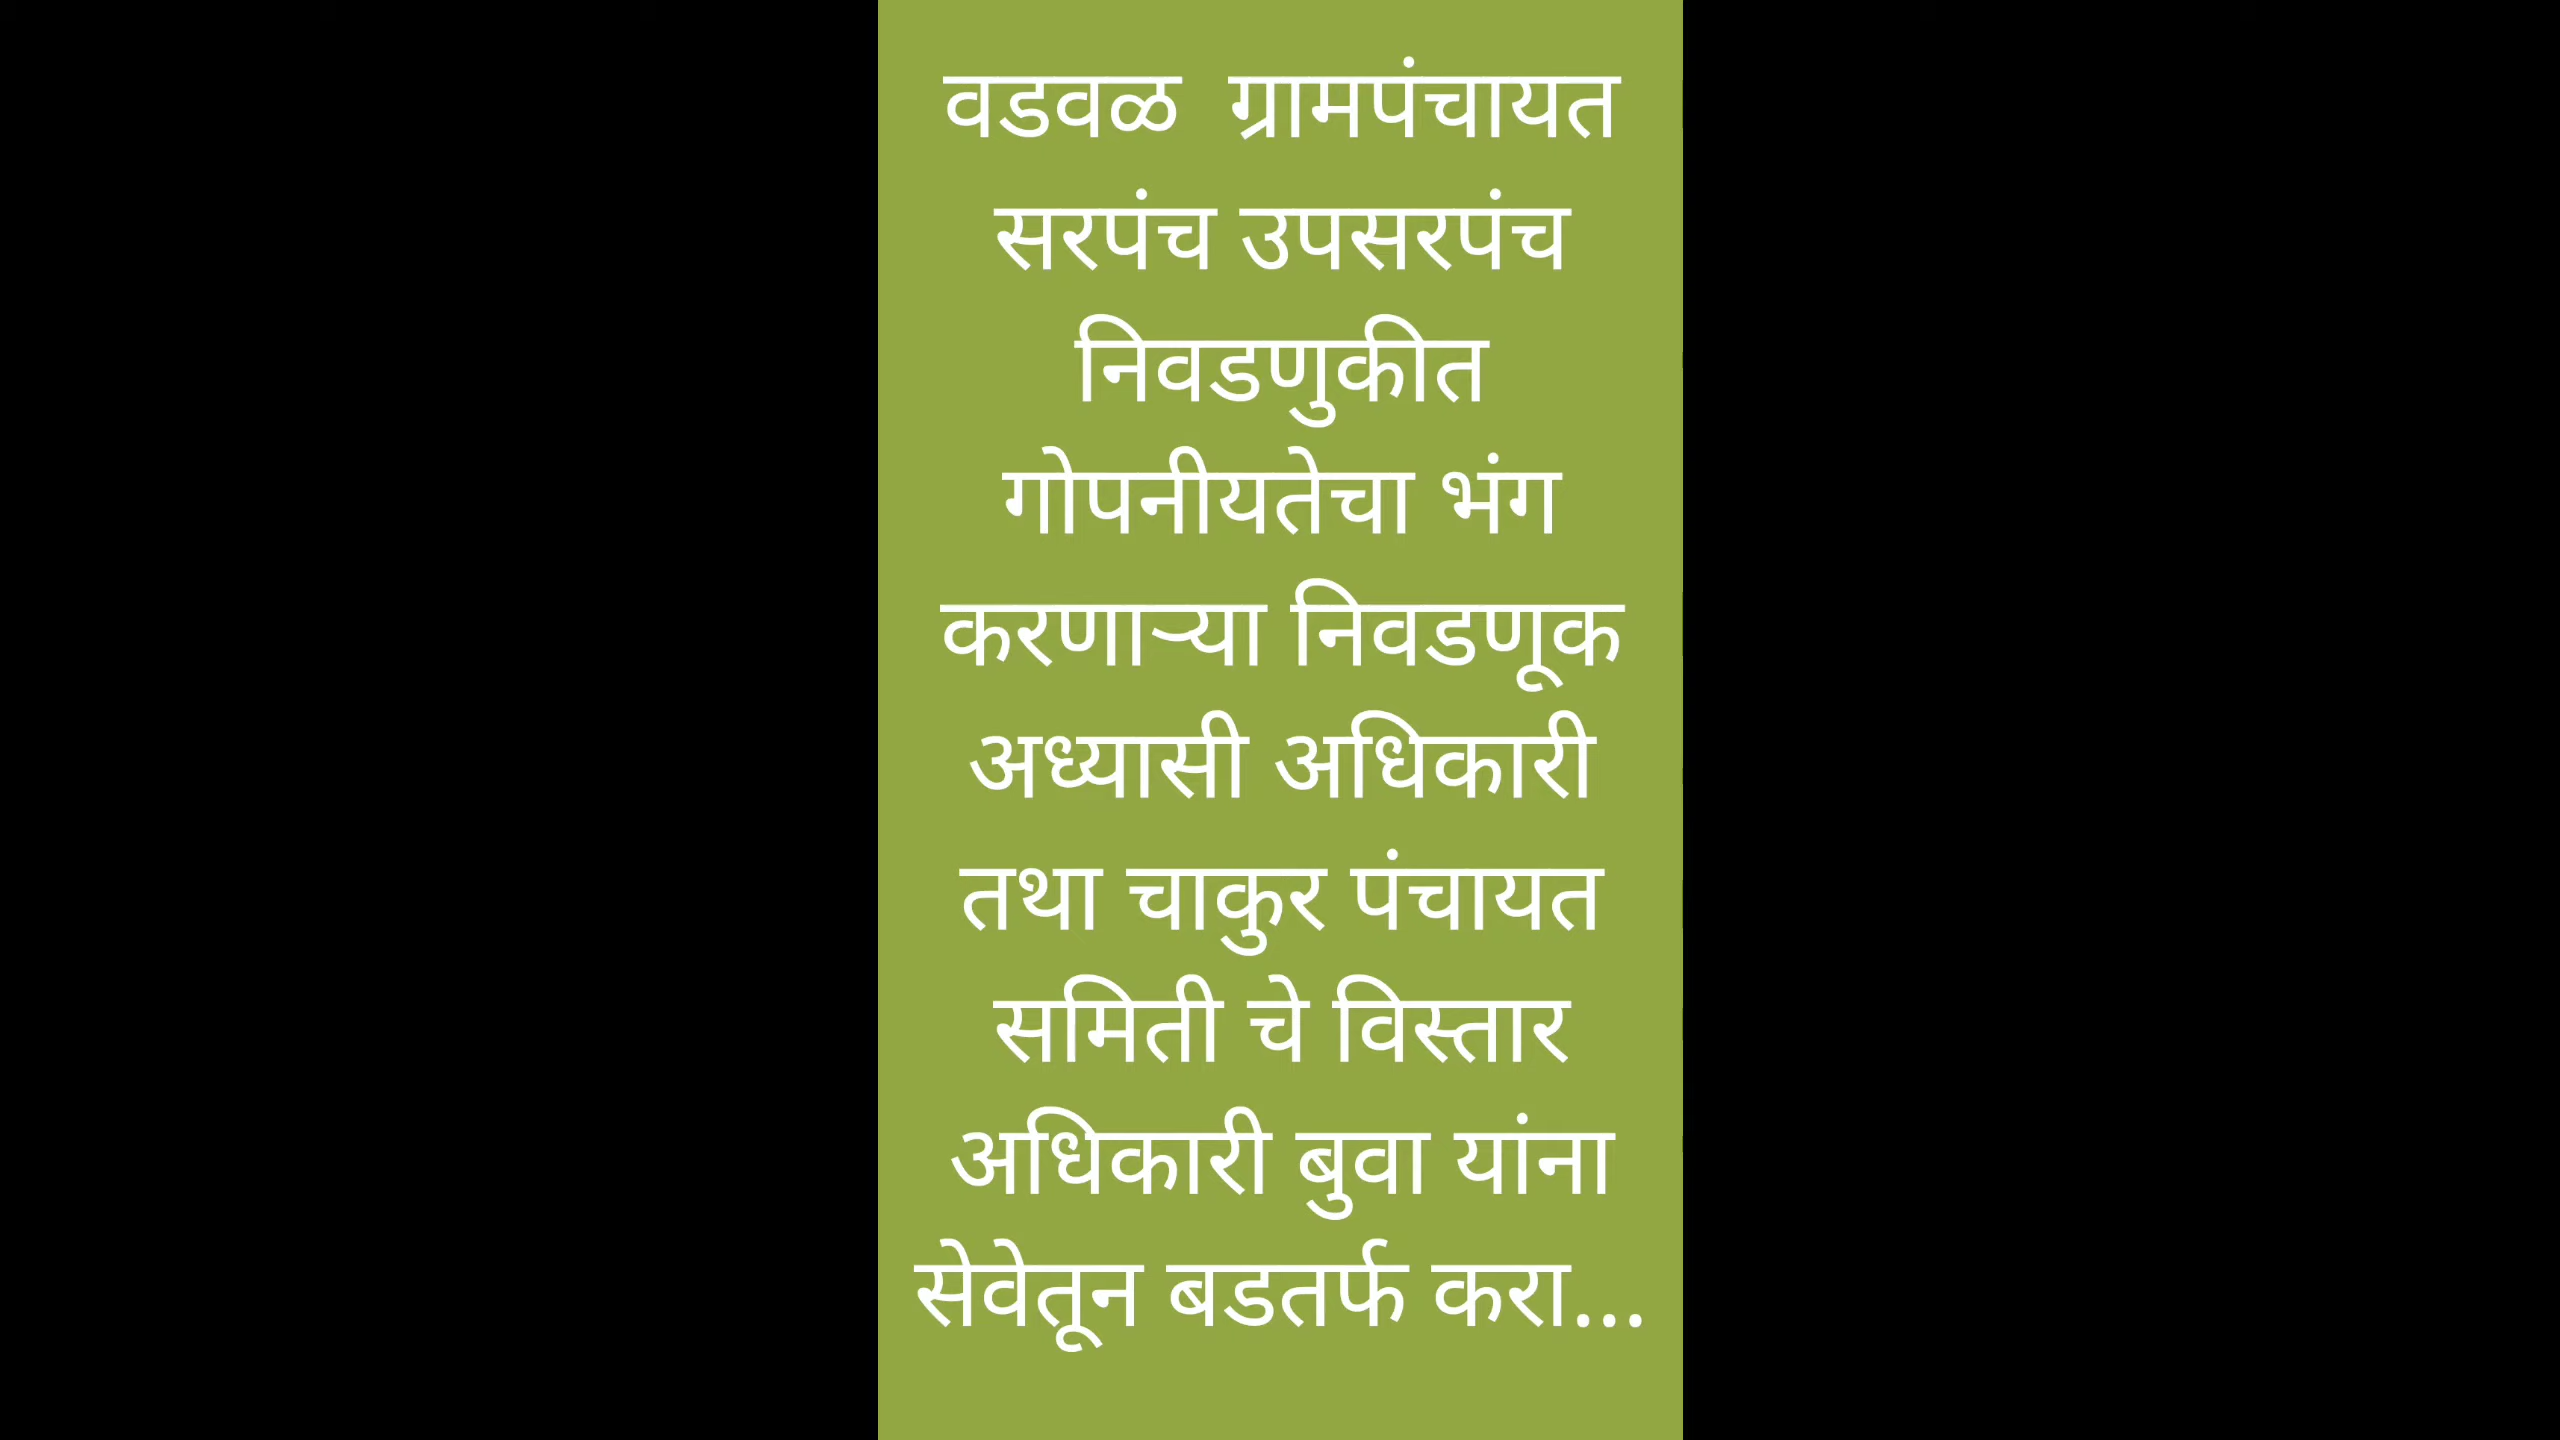 वडवळ  ग्रामपंचायत
सरपंच उपसरपंच
निवडणुकीत
गोपनीयतेचा भंग
करणाऱ्या निवडणूक
अध्यासी अधिकारी
तथा चाकुर पंचायत
समिती चे विस्तार
अधिकारी बुवा यांना
सेवेतून बडतर्फ करा...